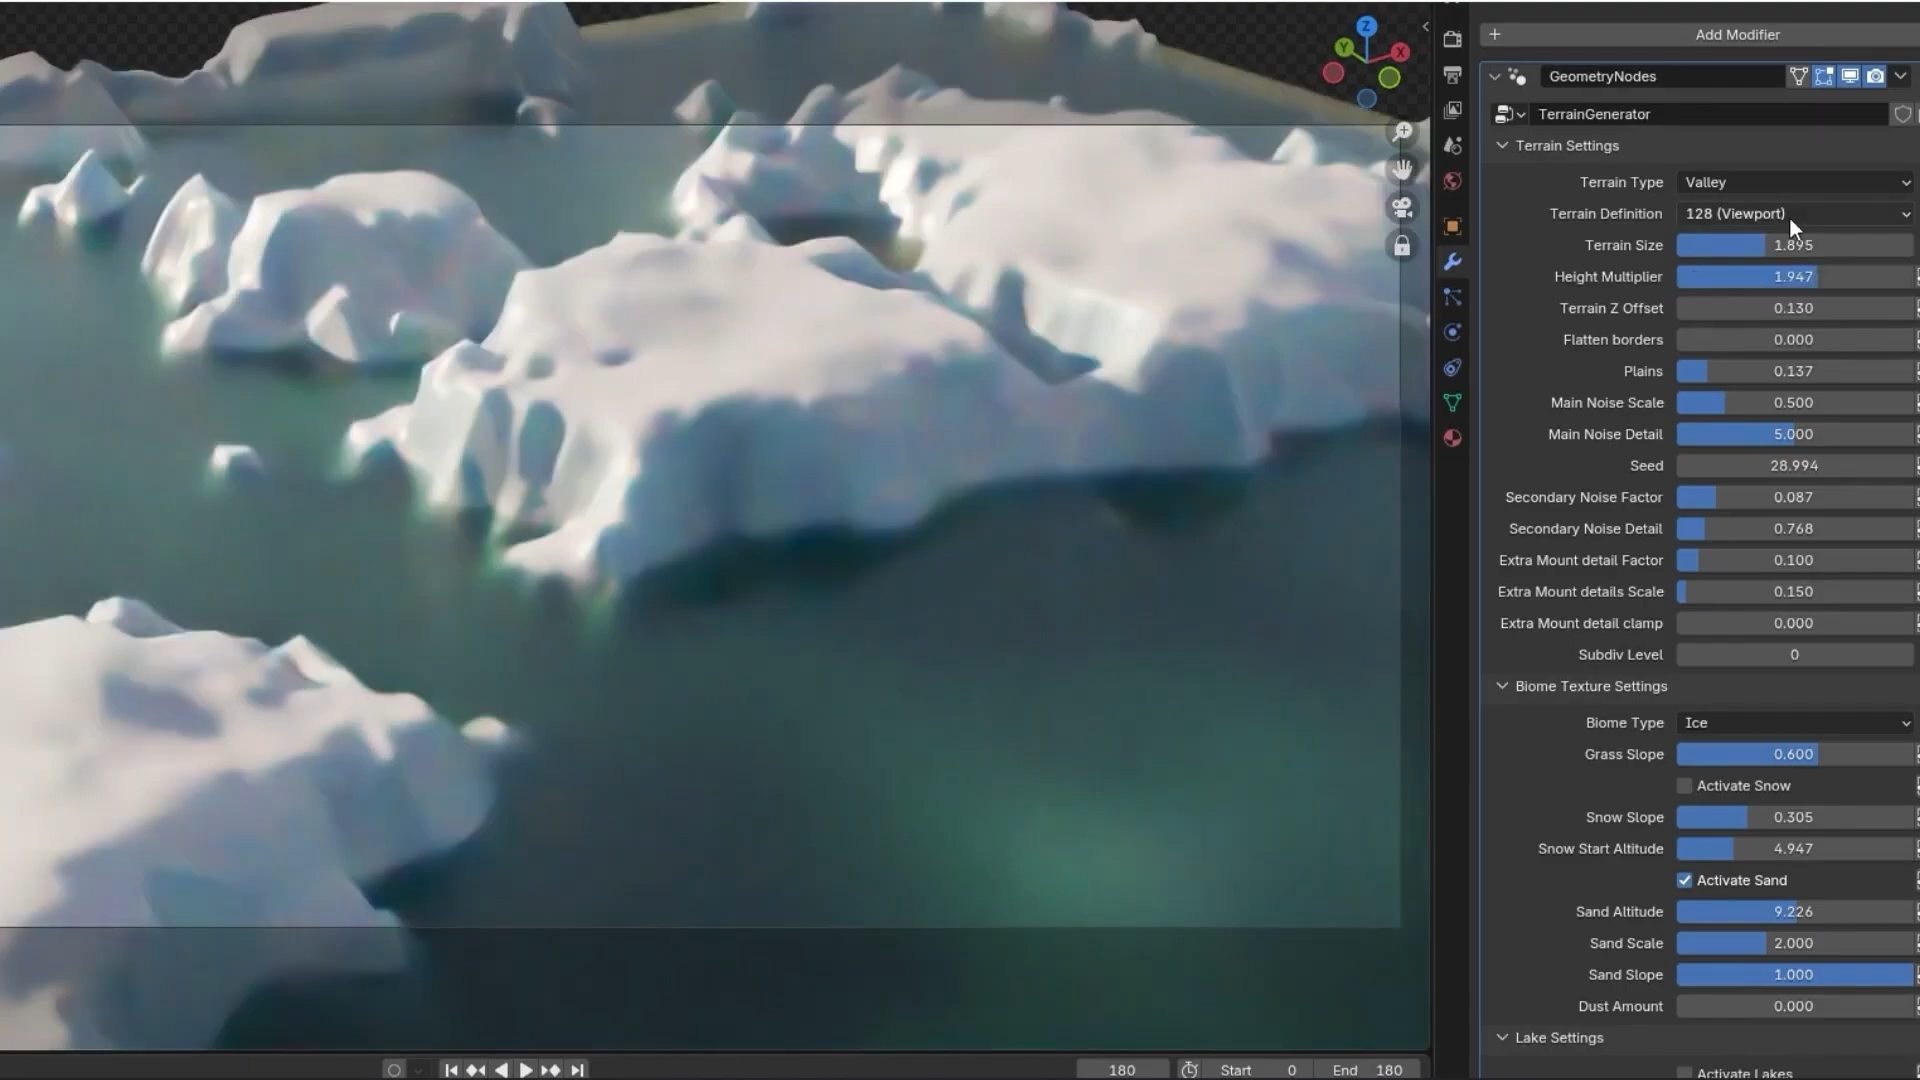 Z
Y
X
Add Modifier
GeometryNodes
TerrainGenerator
Terrain Settings
Terrain Type Valley
Terrain Definition 128 (Viewport)
Terrain Size 1.895
Height Multiplier 1.947
Terrain Z Offset 0.130
Flatten borders 0.000
Plains 0.137
Main Noise Scale 0.500
Main Noise Detail 5.000
Seed 28.994
Secondary Noise Factor 0.087
Secondary Noise Detail 0.768
Extra Mount detail Factor 0.100
Extra Mount details Scale 0.150
Extra Mount detail clamp 0.000
Subdiv Level 0
Biome Texture Settings
Biome Type Ice
Grass Slope 0.600
Activate Snow
Snow Slope 0.305
Snow Start Altitude 4.947
Activate Sand
Sand Altitude 9.226
Sand Scale 2.000
Sand Slope 1.000
Dust Amount 0.000
Lake Settings
Activate Lakes
180 Start 0 End 180